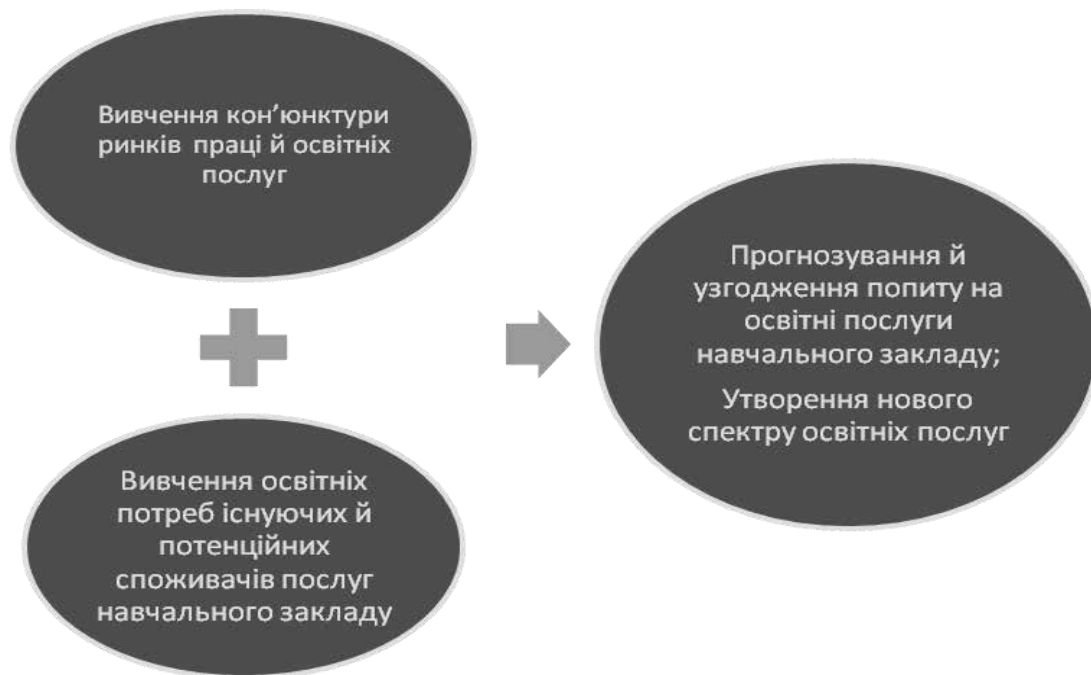 Вивчення кон’юнктури
ринків праці й освітніх
послуг
Вивчення освітніх
потреб існуючих й
потенційних
споживачів послуг
навчального закладу
Прогнозування й
узгодження попиту на
освітні послуги
навчального закладу;
Утворення нового
спектру освітніх послуг